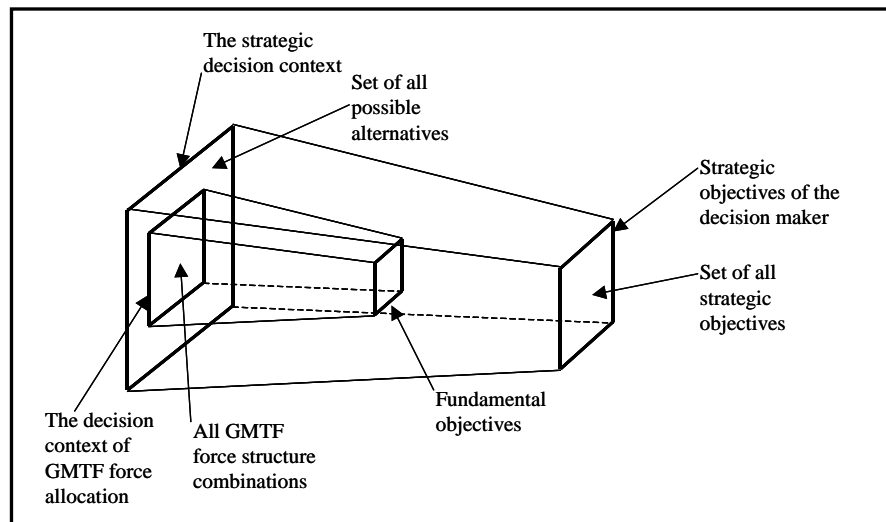 The strategic
decision context
Set of all
possible
alternatives
Strategic
objectives of the
decision maker
Set of all
strategic
objectives
Fundamental
objectives
The decision
context of
GMTF force
allocation
All GMTF
force structure
combinations